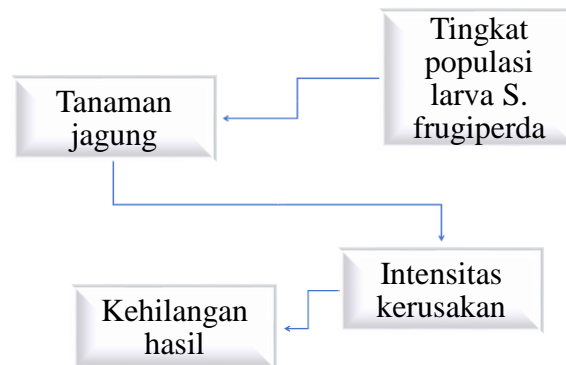 Tingkat
populasi
larva S.
frugiperda
Tanaman
jagung
Intensitas
kerusakan
Kehilangan
hasil